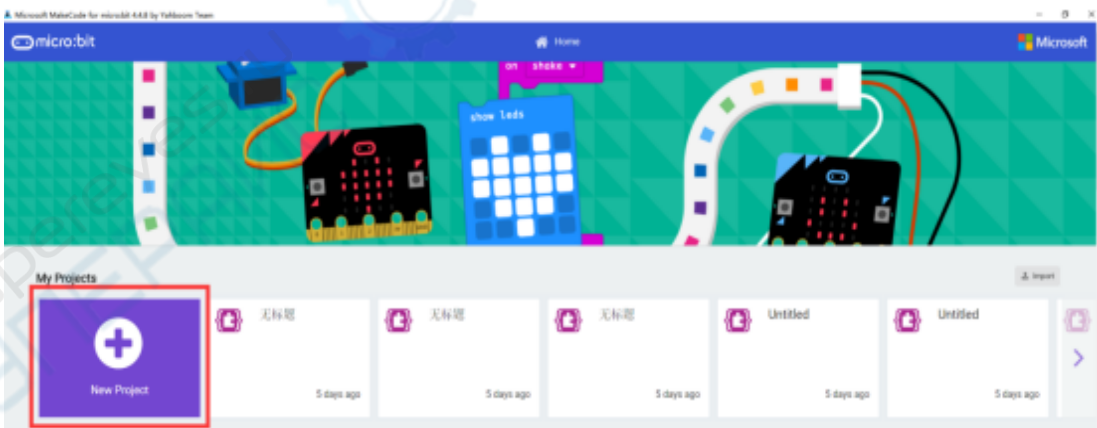 Microsoft MakeCode for micro:bit 4.4.8 by Yahboom Team
micro:bit
Home
Microsoft
on shake
show leds
My Projects
Import
New Project
无标题
5 days ago
无标题
5 days ago
无标题
5 days ago
Untitled
5 days ago
Untitled
5 days ago